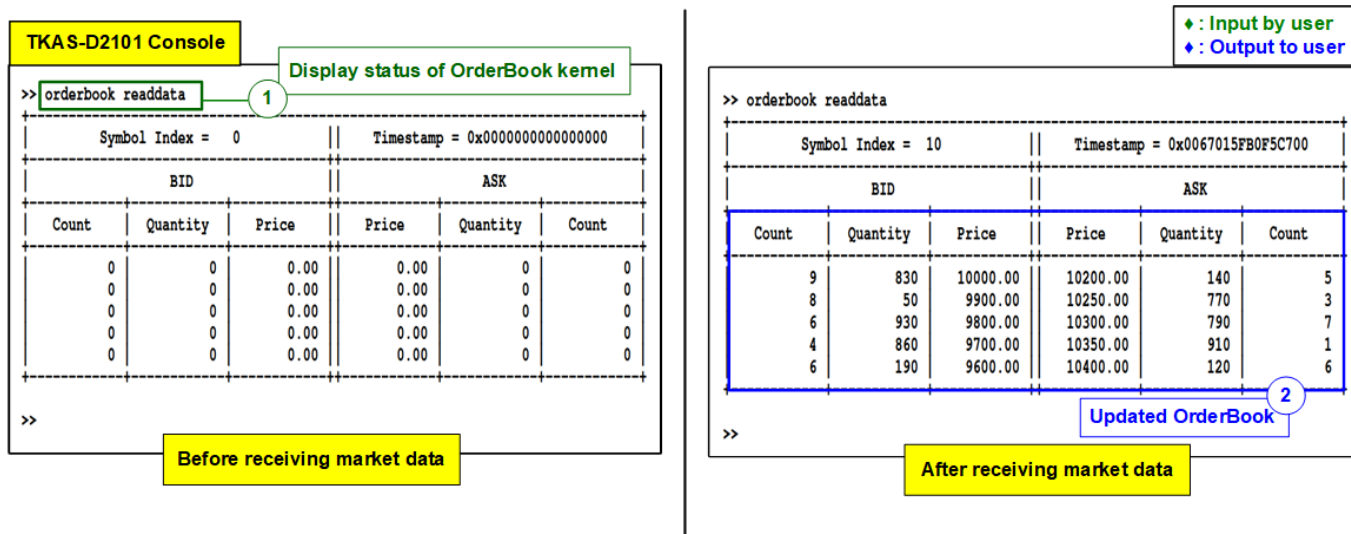 TKAS-D2101 Console
Display status of OrderBook kernel
>> orderbook readdata
1
Symbol Index = 0 || Timestamp = 0x0000000000000000
BID || ASK
Count | Quantity | Price || Price | Quantity | Count
0 | 0 | 0.00 || 0.00 | 0 | 0
0 | 0 | 0.00 || 0.00 | 0 | 0
0 | 0 | 0.00 || 0.00 | 0 | 0
0 | 0 | 0.00 || 0.00 | 0 | 0
0 | 0 | 0.00 || 0.00 | 0 | 0
>>
Before receiving market data
♦ : Input by user
♦ : Output to user
>> orderbook readdata
Symbol Index = 10 || Timestamp = 0x0067015FB0F5C700
BID || ASK
Count | Quantity | Price || Price | Quantity | Count
9 | 830 | 10000.00 || 10200.00 | 140 | 5
8 | 50 | 9900.00 || 10250.00 | 770 | 3
6 | 930 | 9800.00 || 10300.00 | 790 | 7
4 | 860 | 9700.00 || 10350.00 | 910 | 1
6 | 190 | 9600.00 || 10400.00 | 120 | 6
2
Updated OrderBook
>>
After receiving market data